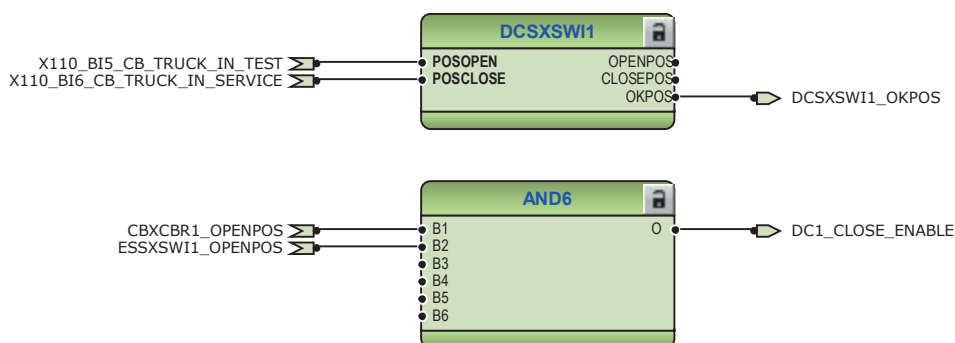 DCSXSWI1
X110_BI5_CB_TRUCK_IN_TEST
X110_BI6_CB_TRUCK_IN_SERVICE
POSOPEN
POSCLOSE
OPENPOS
CLOSEPOS
OKPOS
DCSXSWI1_OKPOS
AND6
CBXCBR1_OPENPOS
ESSXSWI1_OPENPOS
B1
B2
B3
B4
B5
B6
O
DC1_CLOSE_ENABLE